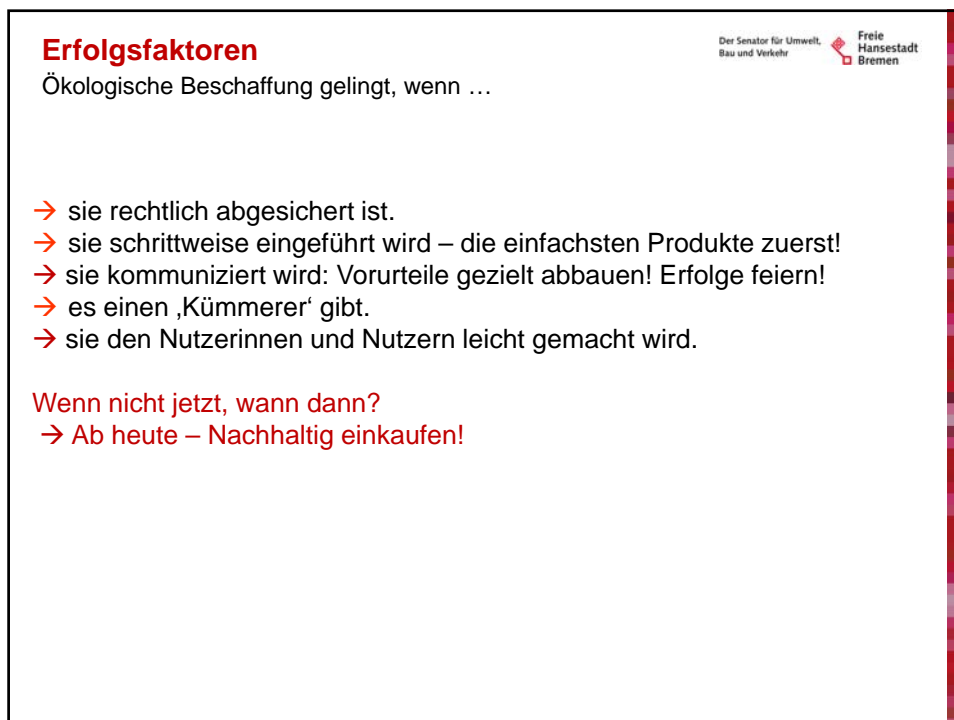 Erfolgsfaktoren
Ökologische Beschaffung gelingt, wenn …
Der Senator für Umwelt,
Bau und Verkehr
Freie
Hansestadt
Bremen
→ sie rechtlich abgesichert ist.
→ sie schrittweise eingeführt wird – die einfachsten Produkte zuerst!
→ sie kommuniziert wird: Vorurteile gezielt abbauen! Erfolge feiern!
→ es einen ‚Kümmerer‘ gibt.
→ sie den Nutzerinnen und Nutzern leicht gemacht wird.
Wenn nicht jetzt, wann dann?
→ Ab heute – Nachhaltig einkaufen!